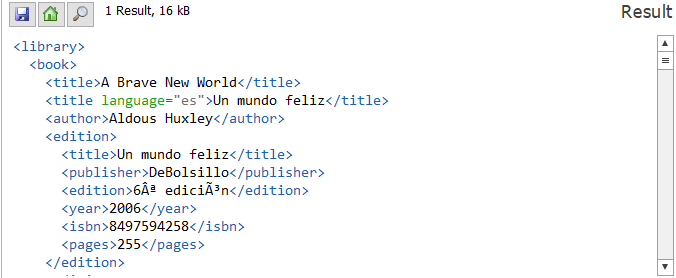 1 Result, 16 kB
Result
<library>
<book>
<title>A Brave New World</title>
<title language="es">Un mundo feliz</title>
<author>Aldous Huxley</author>
<edition>
<title>Un mundo feliz</title>
<publisher>DeBolsillo</publisher>
<edition>6Âª ediciÃ³n</edition>
<year>2006</year>
<isbn>8497594258</isbn>
<pages>255</pages>
</edition>